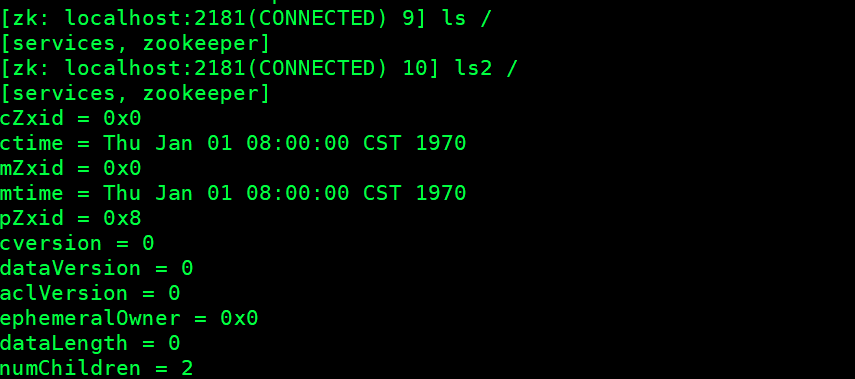 [zk: localhost:2181(CONNECTED) 9] ls /
[services, zookeeper]
[zk: localhost:2181(CONNECTED) 10] ls2 /
[services, zookeeper]
cZxid = 0x0
ctime = Thu Jan 01 08:00:00 CST 1970
mZxid = 0x0
mtime = Thu Jan 01 08:00:00 CST 1970
pZxid = 0x8
cversion = 0
dataVersion = 0
aclVersion = 0
ephemeralOwner = 0x0
dataLength = 0
numChildren = 2